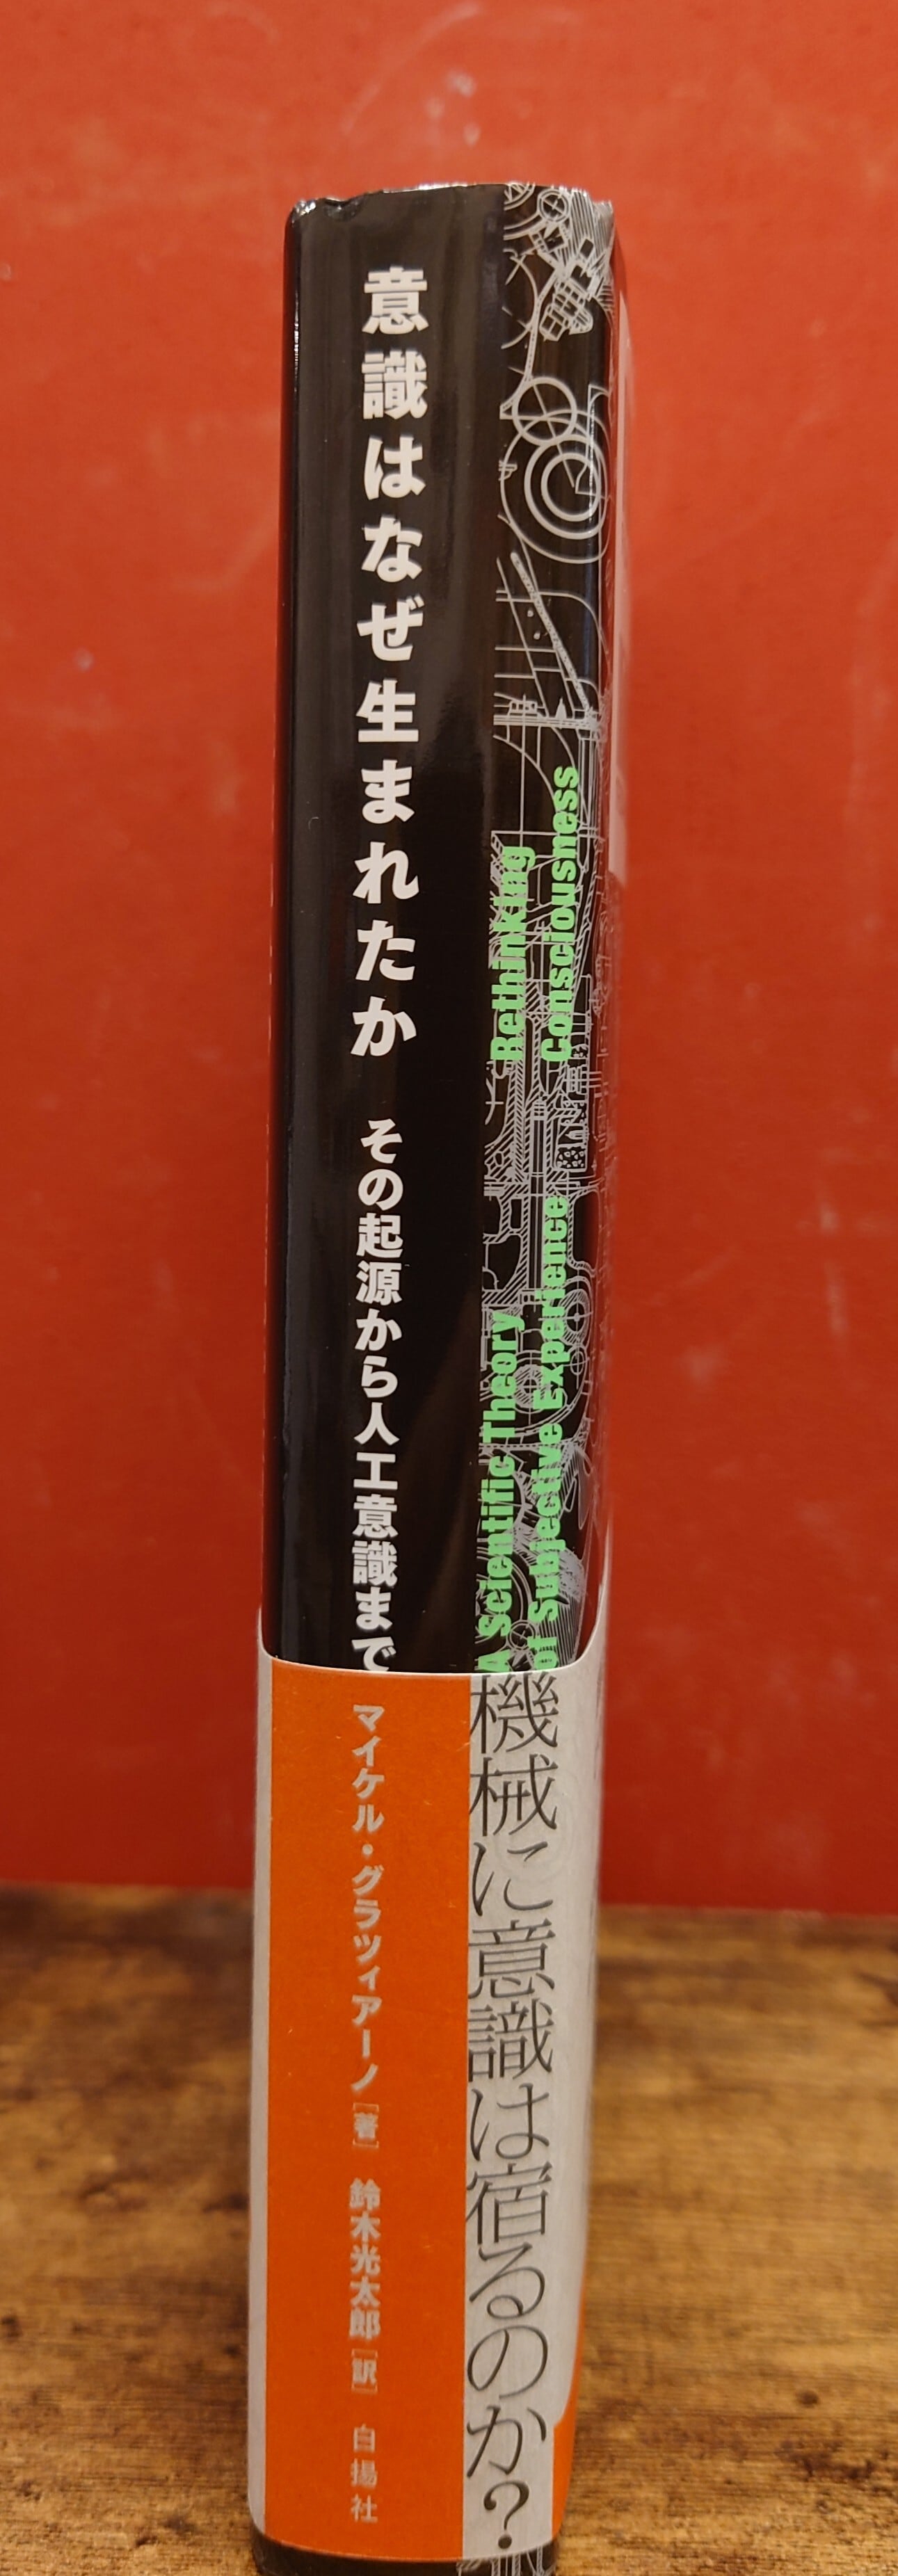 意識はなぜ生まれたか その起源から人工意識まで
マイケル・グラツィアーノ[著] 鈴木光太郎[訳] 白揚社
Rethinking
Consciousness
A Scientific Theory
of Subjective Experience
機械に意識は宿るのか?